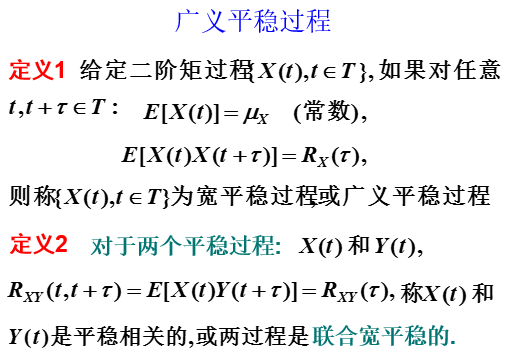 广义平稳过程
定义1 给定二阶矩过程{X(t),t∈T},如果对任意
t,t+τ∈T: E[X(t)]=μ_X (常数),
E[X(t)X(t+τ)]=R_X(τ),
则称{X(t),t∈T}为宽平稳过程,或广义平稳过程
定义2 对于两个平稳过程: X(t)和Y(t),
R_XY(t,t+τ)=E[X(t)Y(t+τ)]=R_XY(τ),称X(t)和
Y(t)是平稳相关的,或两过程是联合宽平稳的.